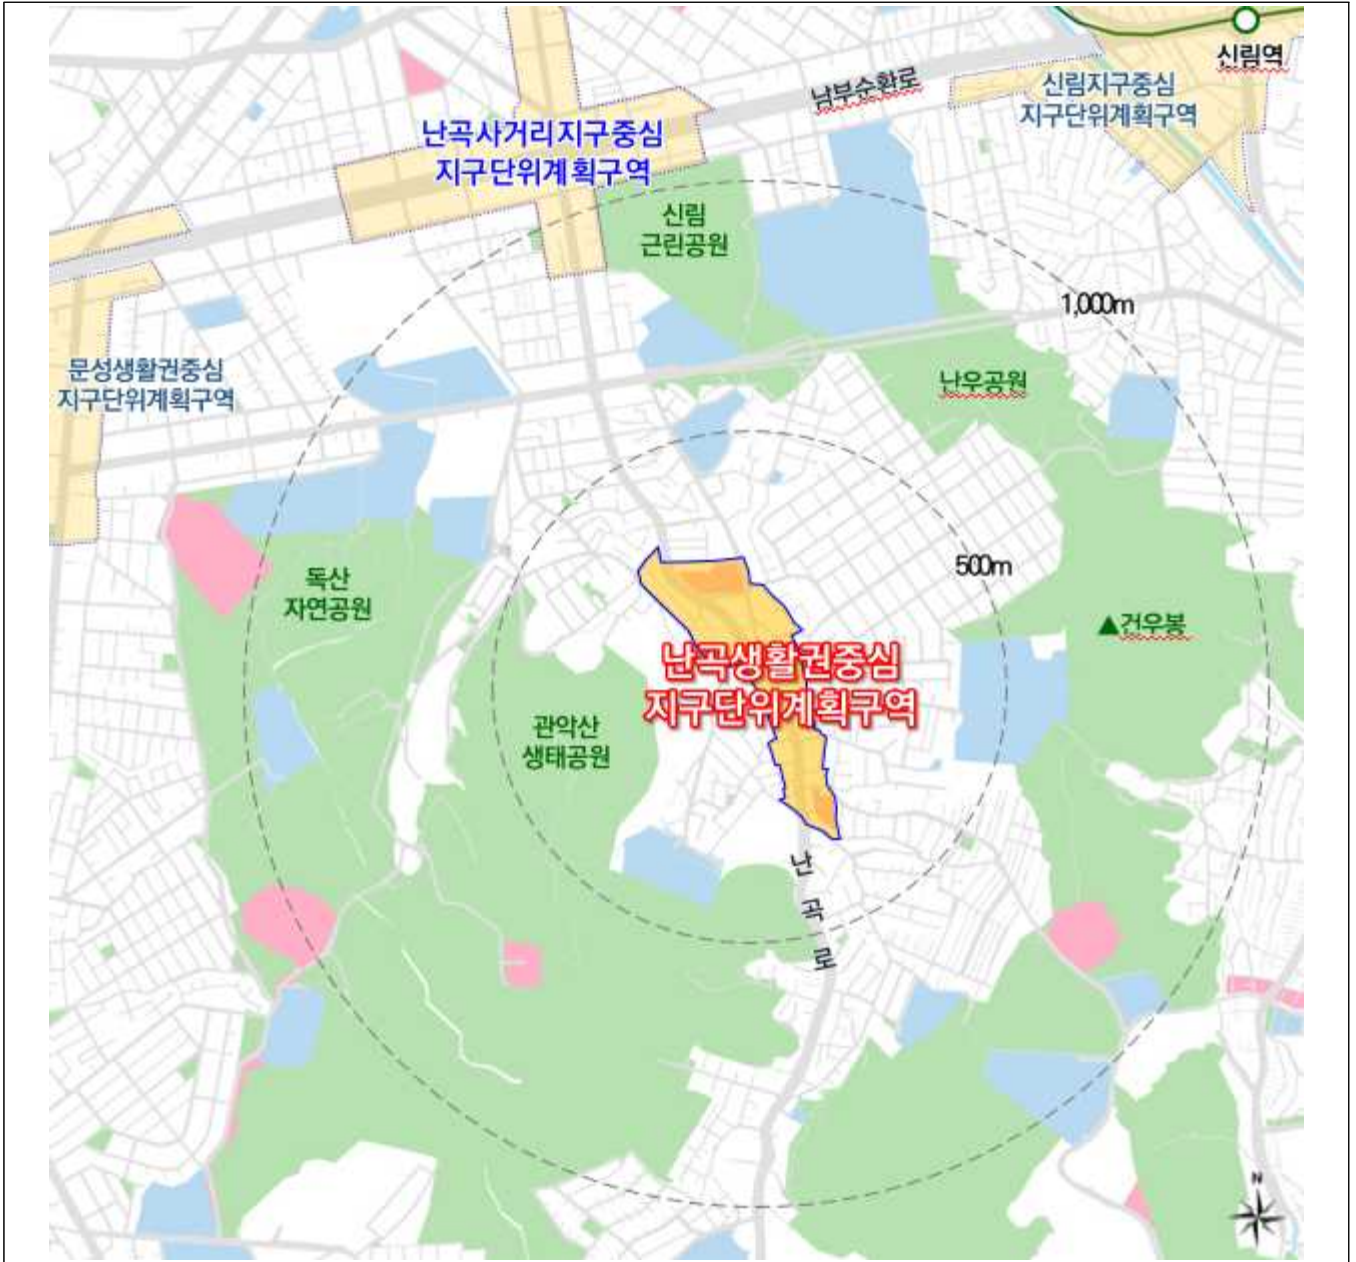 신림역
남부순환로
신림지구중심
지구단위계획구역
난곡사거리지구중심
지구단위계획구역
신림
근린공원
1,000m
문성생활권중심
지구단위계획구역
난우공원
500m
독산
자연공원
▲건우봉
난곡생활권중심
지구단위계획구역
관악산
생태공원
난
곡
로
N